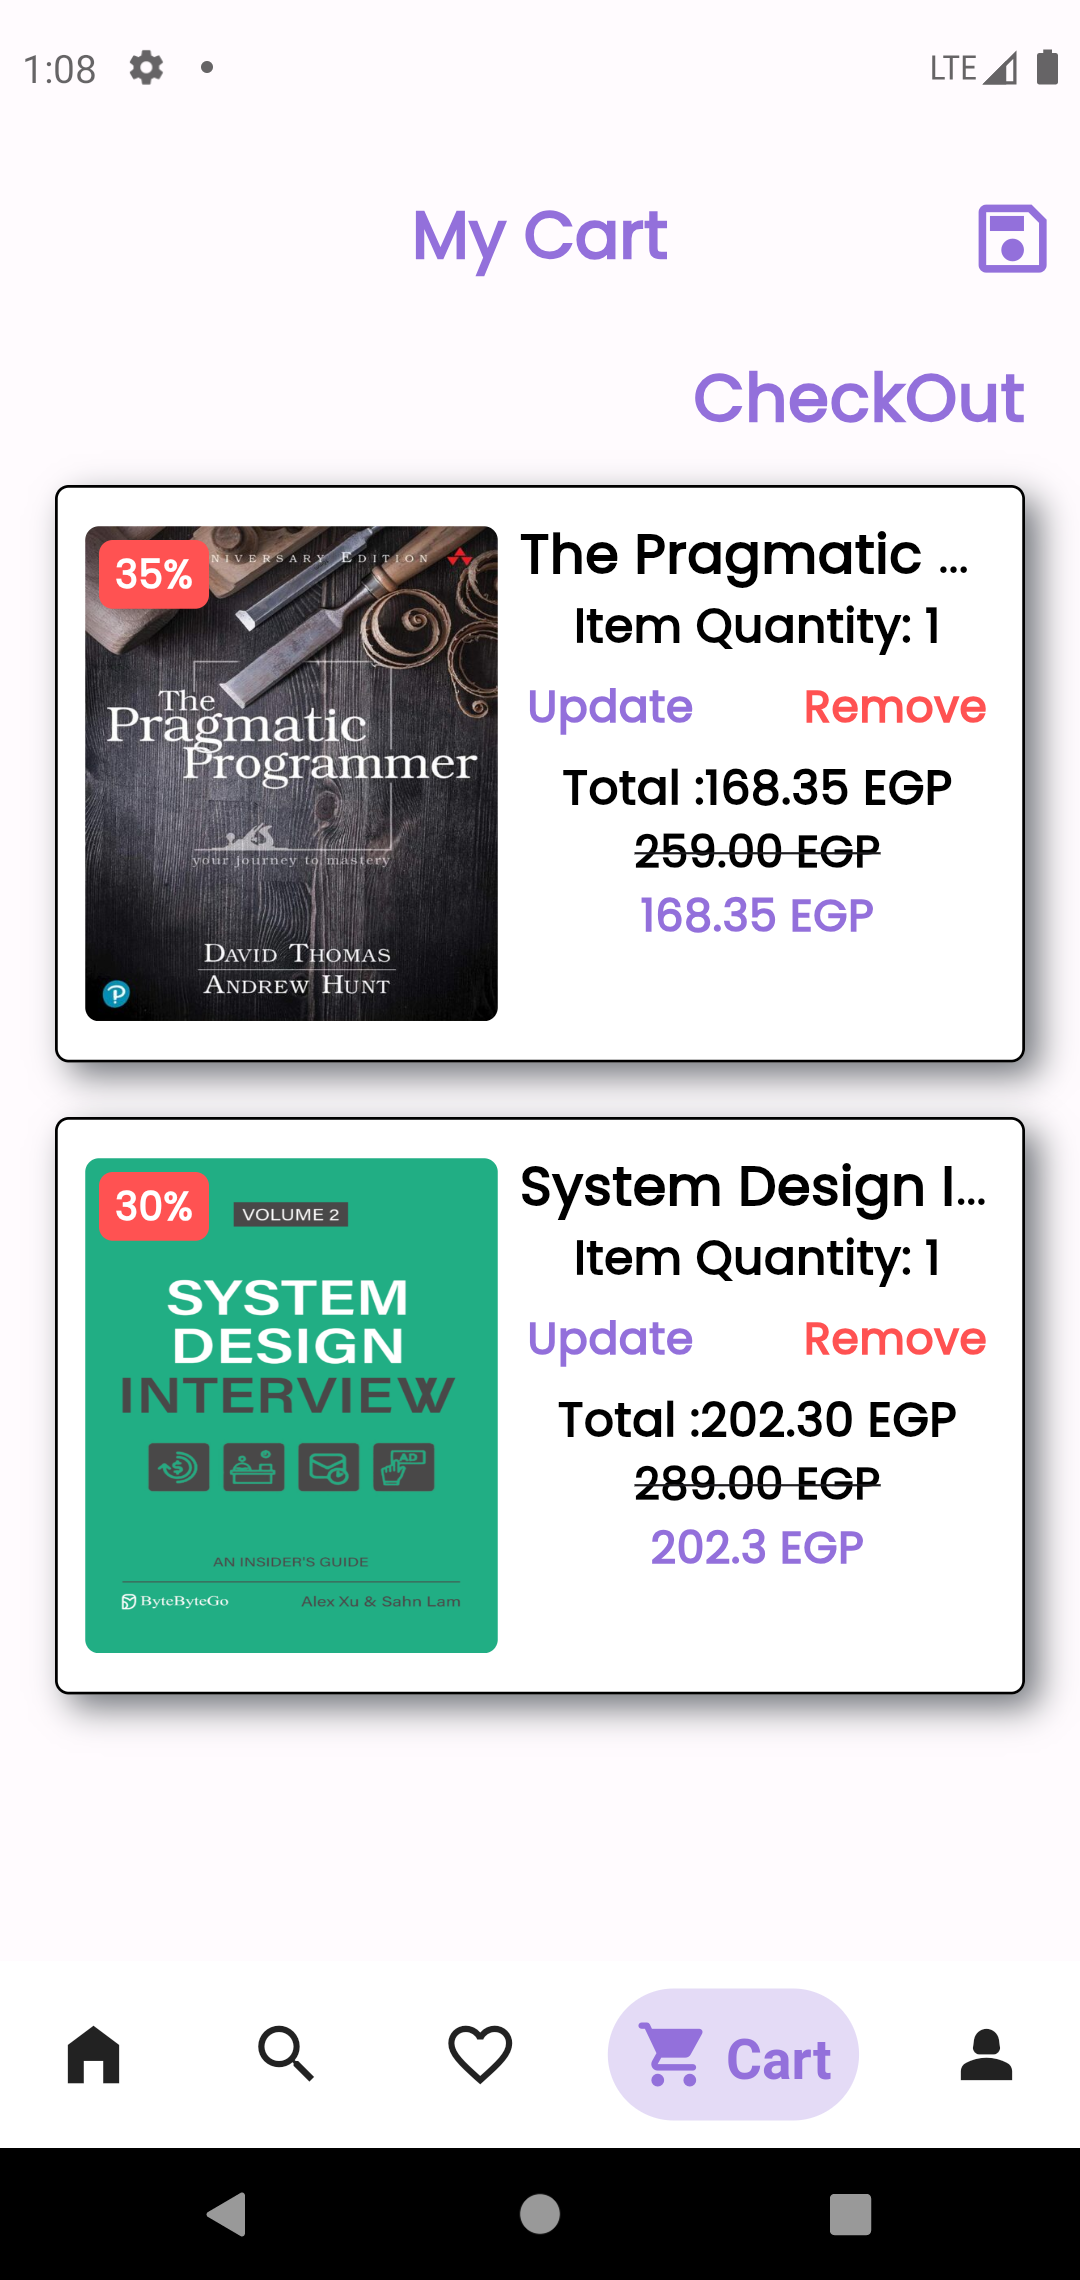 1:08
LTE
My Cart
CheckOut
35%
NIVERSARY EDITION
The
Pragmatic
Programmer
your journey to mastery
DAVID THOMAS
ANDREW HUNT
The Pragmatic ...
Item Quantity: 1
Update Remove
Total :168.35 EGP
259.00 EGP
168.35 EGP
30%
VOLUME 2
SYSTEM
DESIGN
INTERVIEW
AD
AN INSIDER'S GUIDE
ByteByteGo Alex Xu & Sahn Lam
System Design I...
Item Quantity: 1
Update Remove
Total :202.30 EGP
289.00 EGP
202.3 EGP
Cart